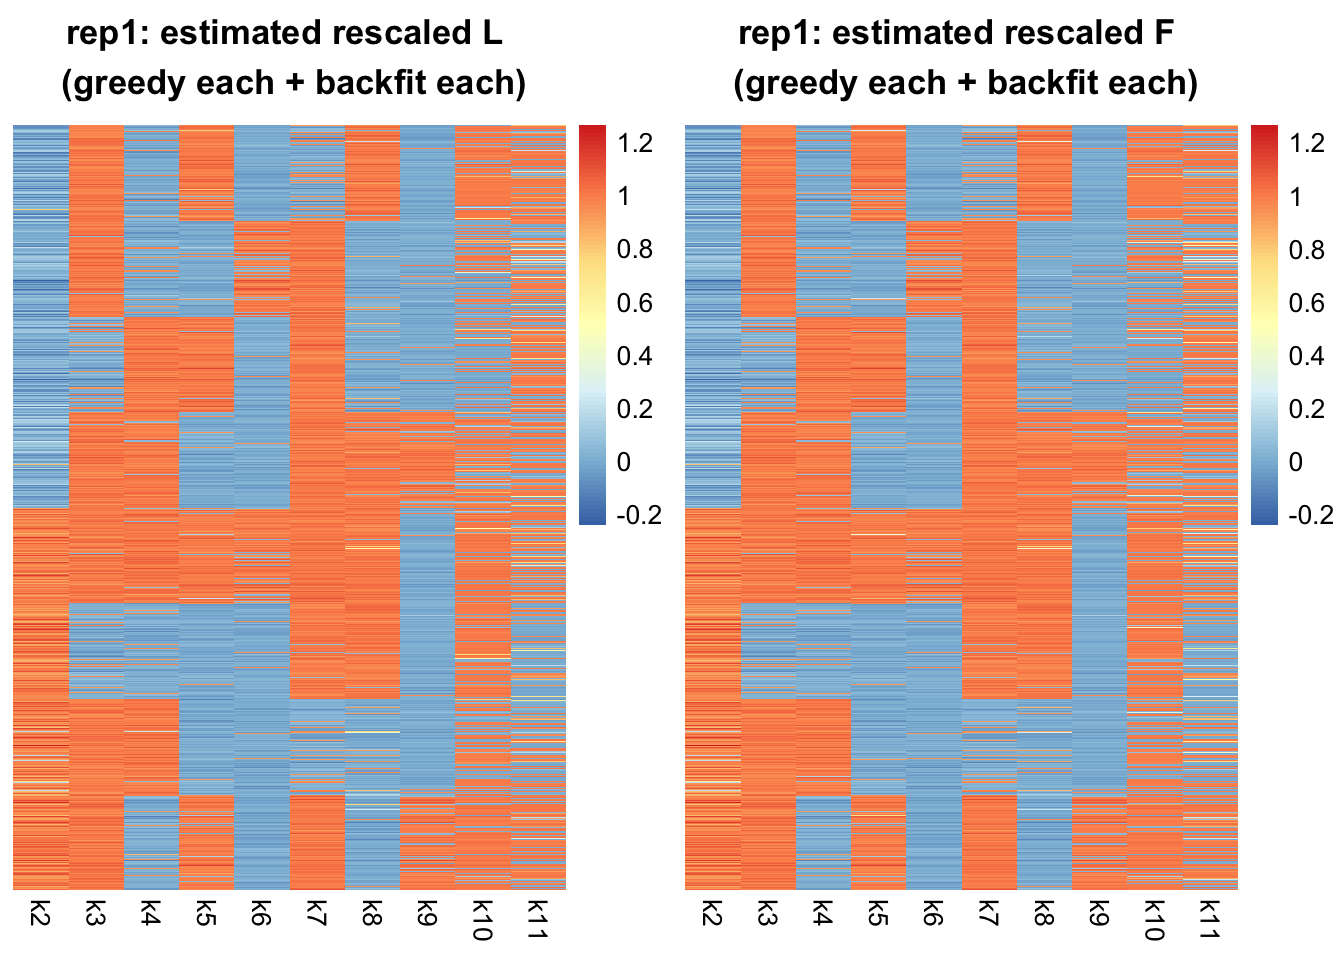 rep1: estimated rescaled L
(greedy each + backfit each)
1.2
1
0.8
0.6
0.4
0.2
0
-0.2
k2
k3
k4
k5
k6
k7
k8
k9
k10
k11
rep1: estimated rescaled F
(greedy each + backfit each)
1.2
1
0.8
0.6
0.4
0.2
0
-0.2
k2
k3
k4
k5
k6
k7
k8
k9
k10
k11